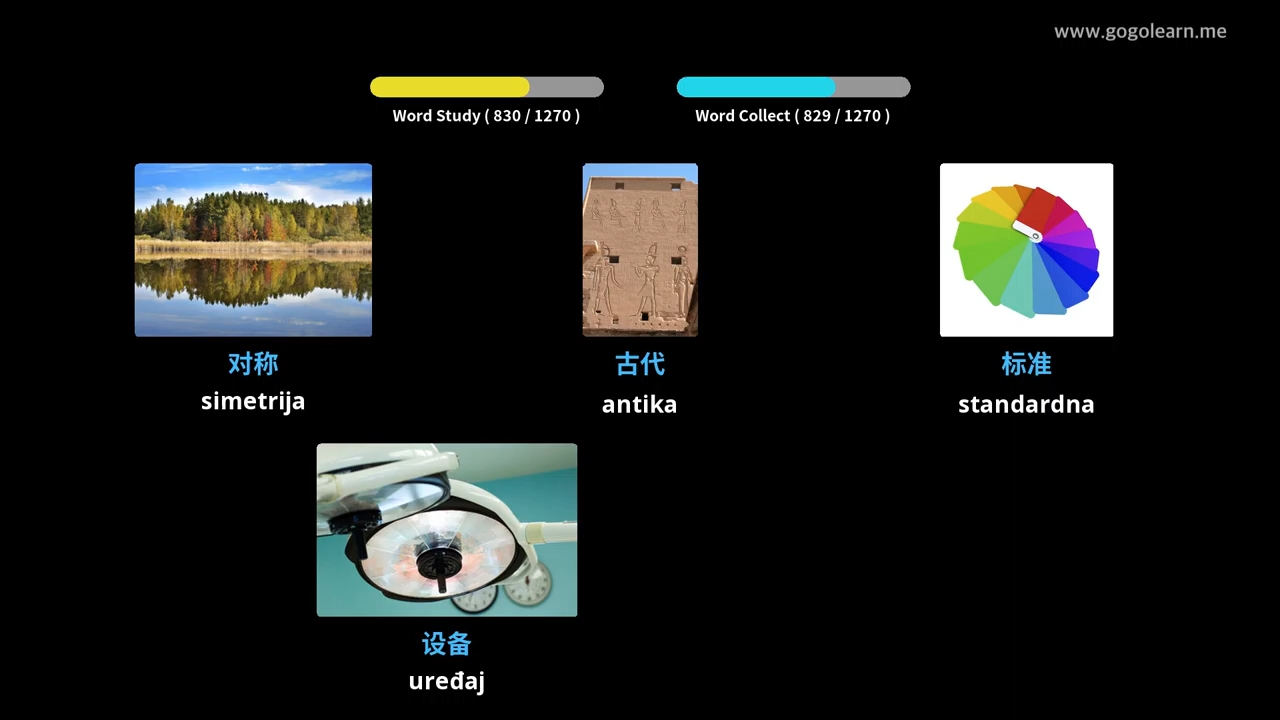 www.gogolearn.me
Word Study ( 830 / 1270 )
Word Collect ( 829 / 1270 )
对称
古代
标准
simetrija
antika
standardna
设备
uređaj